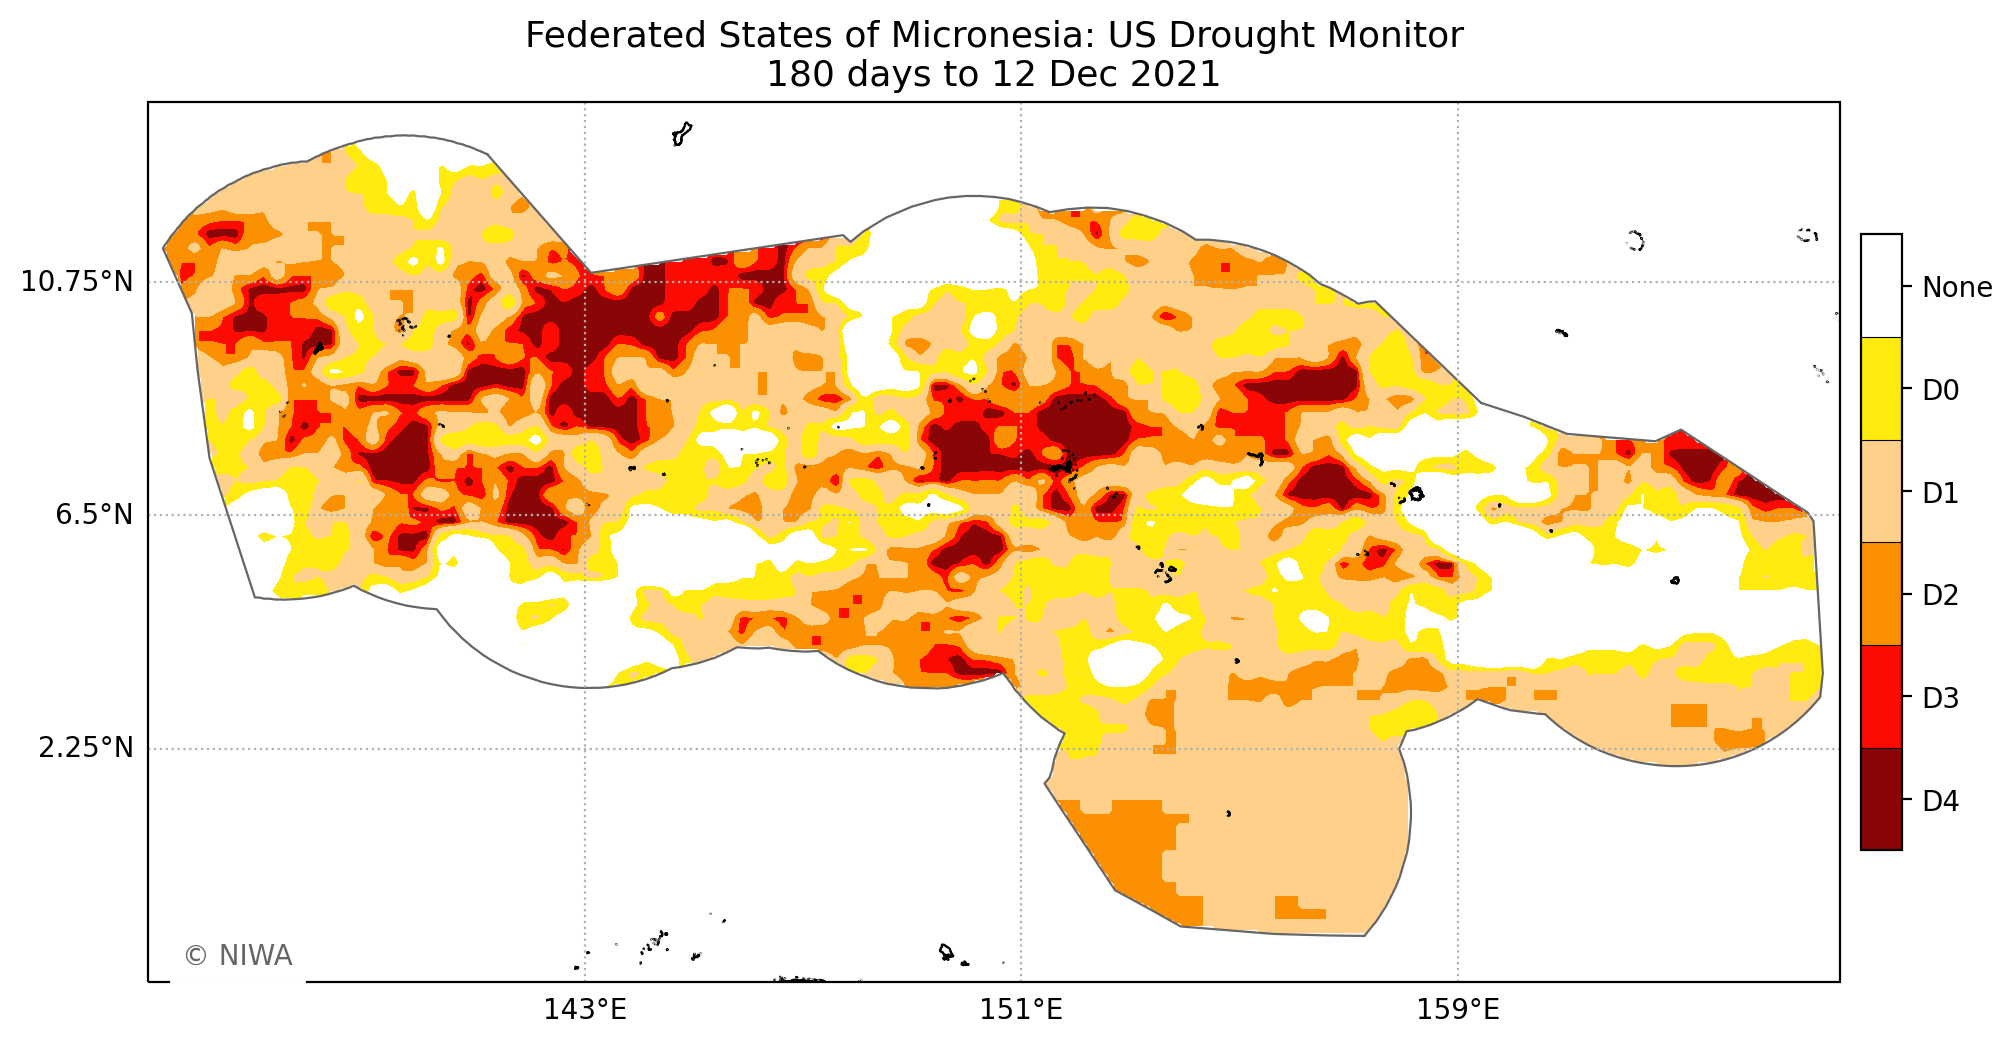 Federated States of Micronesia: US Drought Monitor
180 days to 12 Dec 2021
10.75°N
6.5°N
2.25°N
143°E
151°E
159°E
None
D0
D1
D2
D3
D4
© NIWA